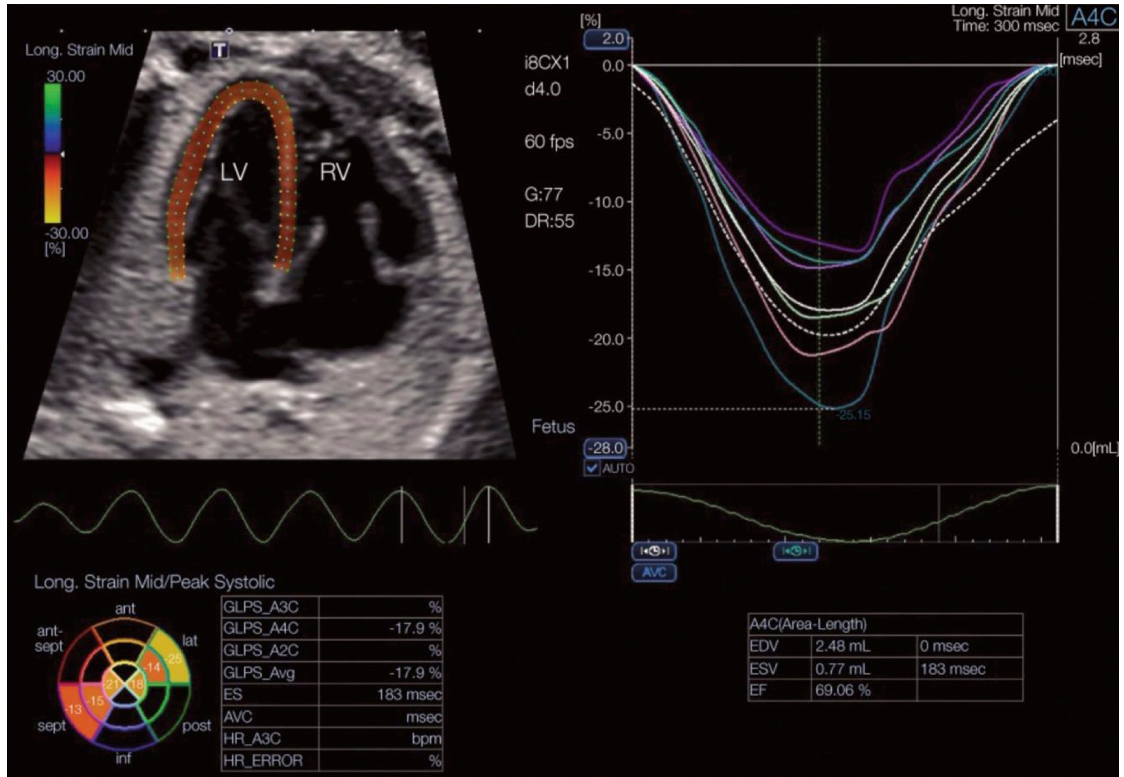 Long. Strain Mid
30.00
-30.00
[%]
T
LV
RV
i8CX1
d4.0
60 fps
G:77
DR:55
Fetus
[%]
Long. Strain Mid
Time: 300 msec
A4C
2.0
2.8
[msec]
0.0
-5.0
-10.0
-15.0
-20.0
-25.0
-25.15
-28.0
0.0[mL]
AUTO
AVC
Long. Strain Mid/Peak Systolic
ant
ant-
sept
lat
sept
post
inf
-25
-14
-21
-18
-15
-13
GLPS_A3C %
GLPS_A4C -17.9 %
GLPS_A2C %
GLPS_Avg -17.9 %
ES 183 msec
AVC msec
HR_A3C bpm
HR_ERROR %
A4C(Area-Length)
EDV 2.48 mL 0 msec
ESV 0.77 mL 183 msec
EF 69.06 %